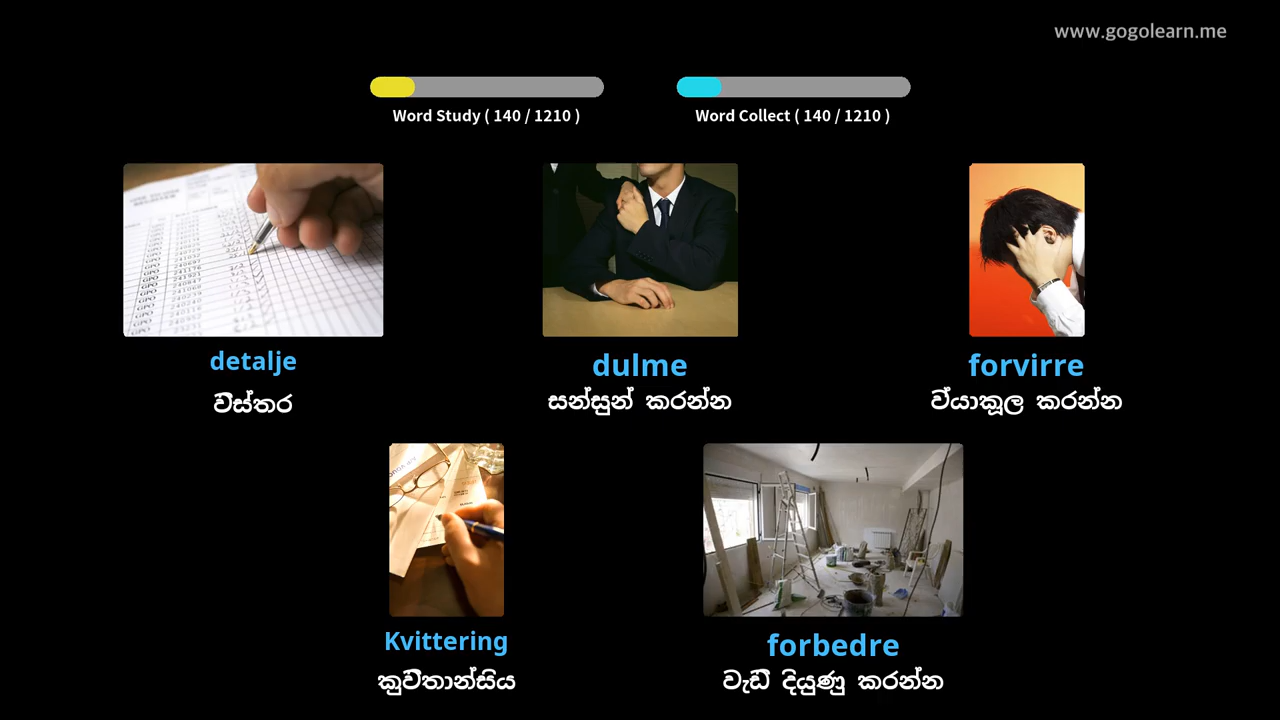 www.gogolearn.me
Word Study ( 140 / 1210 )
Word Collect ( 140 / 1210 )
detalje
විස්තර
dulme
සන්සුන් කරන්න
forvirre
ව්යාකූල කරන්න
Kvittering
කුවිතාන්සිය
forbedre
වැඩි දියුණු කරන්න